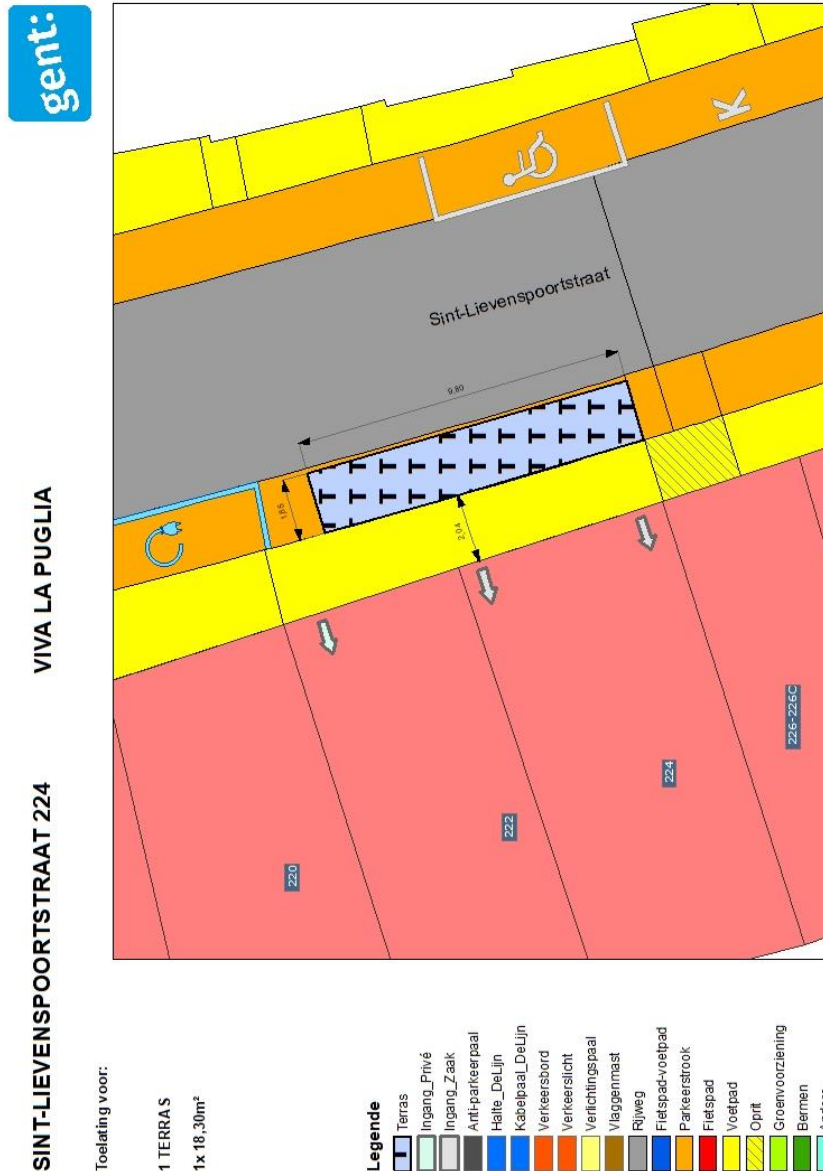 gent:
SINT-LIEVENSPOORTSTRAAT 224 VIVA LA PUGLIA
Toelating voor:
1 TERRAS
1x 18,30m²
Sint-Lievenspoortstraat
K
9,80
1,85
2,04
220
222
224
226-226C
T T T T T T T T T T T
T T T T T T T T T T T
Legende
T Terras
Ingang_Privé
Ingang_Zaak
Anti-parkeerpaal
Halte_DeLijn
Kabelpaal_DeLijn
Verkeersbord
Verkeerslicht
Verlichtingspaal
Vlaggenmast
Rijweg
Fietspad-voetpad
Parkeerstrook
Fietspad
Voetpad
Oprit
Groenvoorziening
Bermen